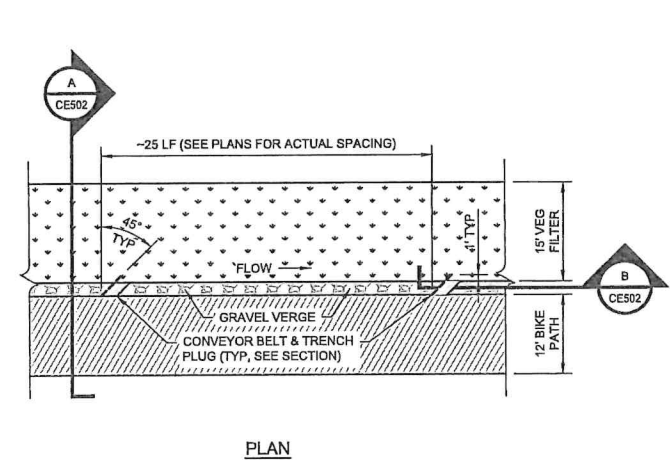 A
CE502
~25 LF (SEE PLANS FOR ACTUAL SPACING)
45°
TYP
1' TYP
15' VEG
FILTER
FLOW
B
CE502
GRAVEL VERGE
CONVEYOR BELT & TRENCH
PLUG (TYP, SEE SECTION)
12' BIKE
PATH
PLAN